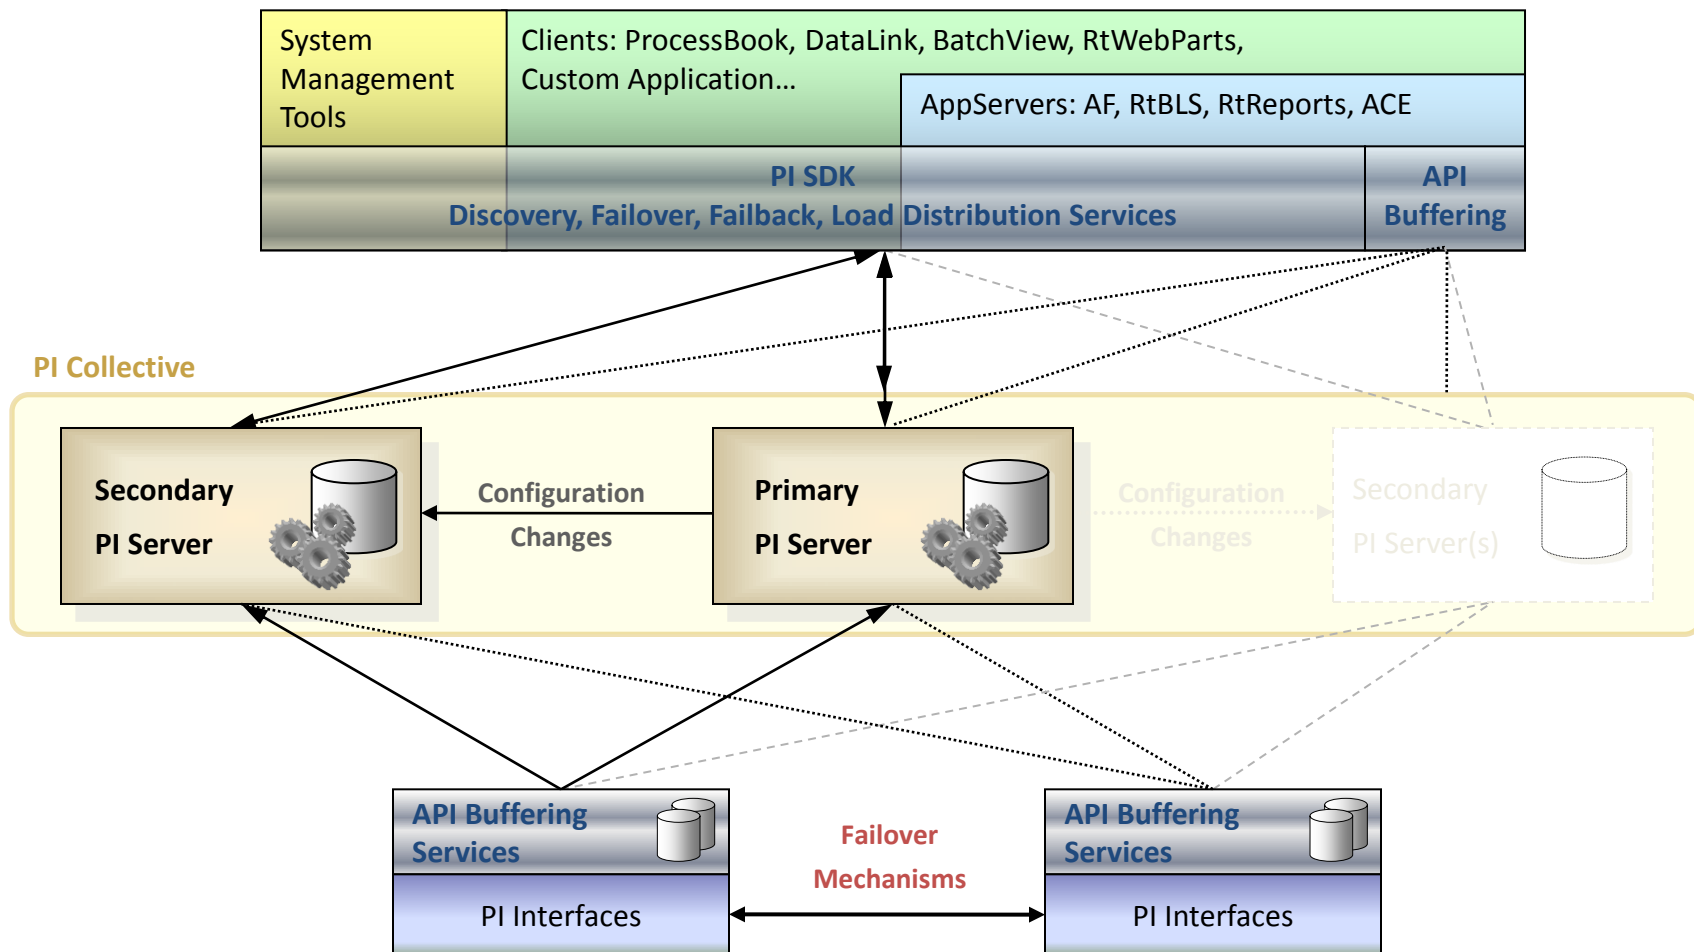 System
Management
Tools
Clients: ProcessBook, DataLink, BatchView, RtWebParts,
Custom Application…
AppServers: AF, RtBLS, RtReports, ACE
PI SDK
Discovery, Failover, Failback, Load Distribution Services
API
Buffering
PI Collective
Secondary
PI Server
Configuration
Changes
Primary
PI Server
Configuration
Changes
Secondary
PI Server(s)
API Buffering
Services
PI Interfaces
Failover
Mechanisms
API Buffering
Services
PI Interfaces